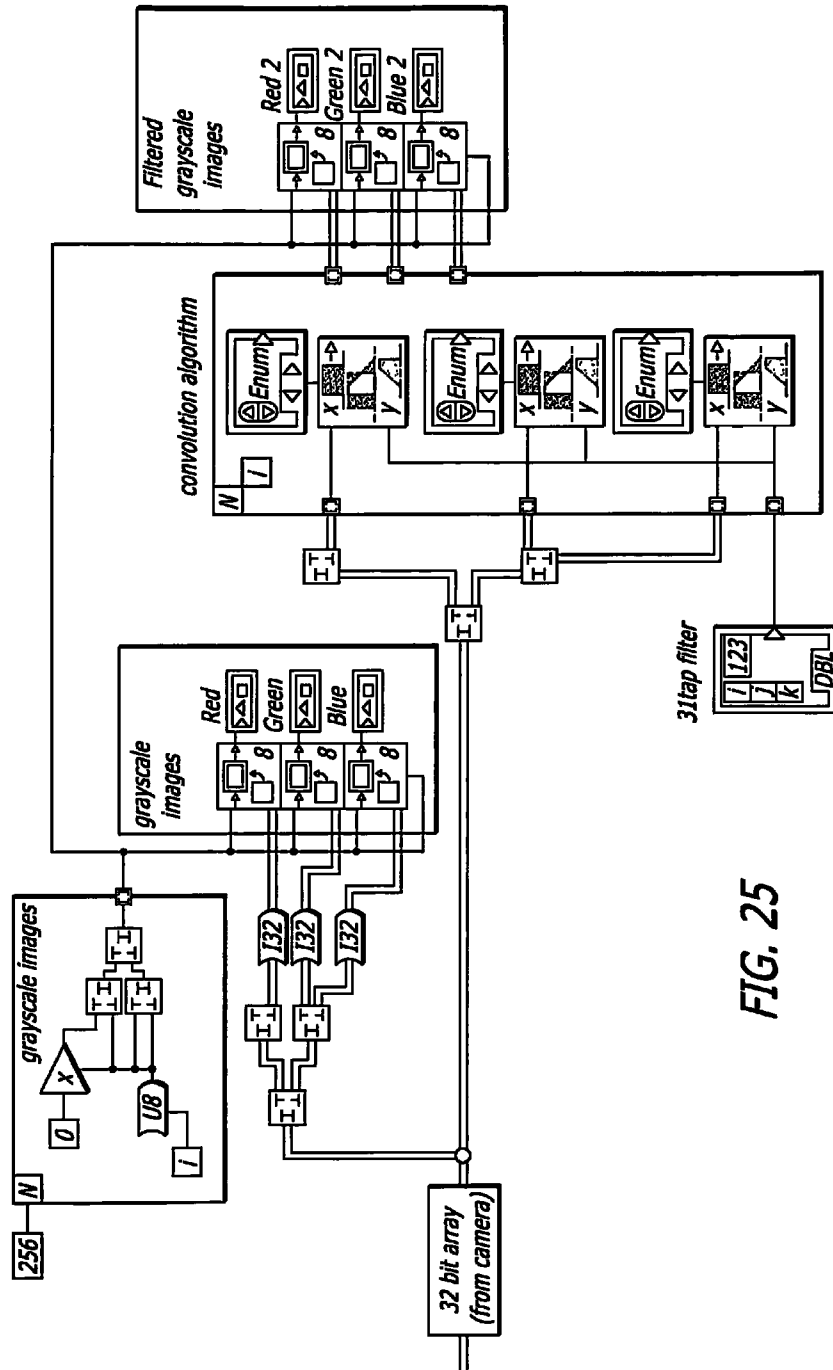 256
N
grayscale images
0
x
U8
i
grayscale
images
Red
Green
Blue
8
8
8
I32
I32
I32
32 bit array
(from camera)
31tap filter
i
j
k
123
DBL
convolution algorithm
N
i
Enum
x
y
Enum
x
y
Enum
x
y
Filtered
grayscale
images
Red 2
Green 2
Blue 2
8
8
8
FIG. 25